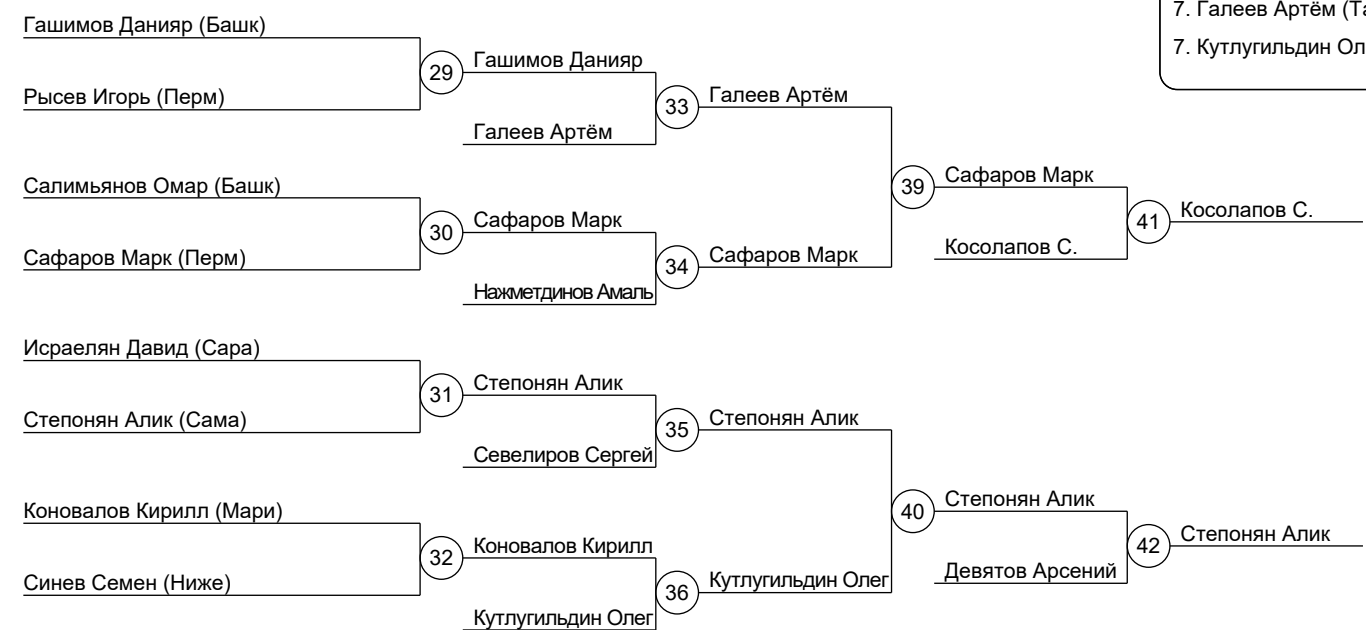 7. Галеев Артём
7. Кутлугильдин
Гашимов Данияр (Башк)
29
Гашимов Данияр
Рысев Игорь (Перм)
33
Галеев Артём
Галеев Артём
Салимьянов Омар (Башк)
39
Сафаров Марк
30
Сафаров Марк
41
Косолапов С.
Сафаров Марк (Перм)
34
Сафаров Марк
Косолапов С.
Нажметдинов Амаль
Исраелян Давид (Сара)
31
Степонян Алик
Степонян Алик (Сама)
35
Степонян Алик
Севелиров Сергей
Коновалов Кирилл (Мари)
40
Степонян Алик
32
Коновалов Кирилл
42
Степонян Алик
Синев Семен (Ниже)
36
Кутлугильдин Олег
Девятов Арсений
Кутлугильдин Олег